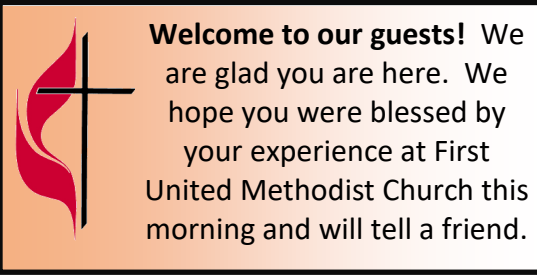 Welcome to our guests!  We
are glad you are here.  We
hope you were blessed by
your experience at First
United Methodist Church this
morning and will tell a friend.